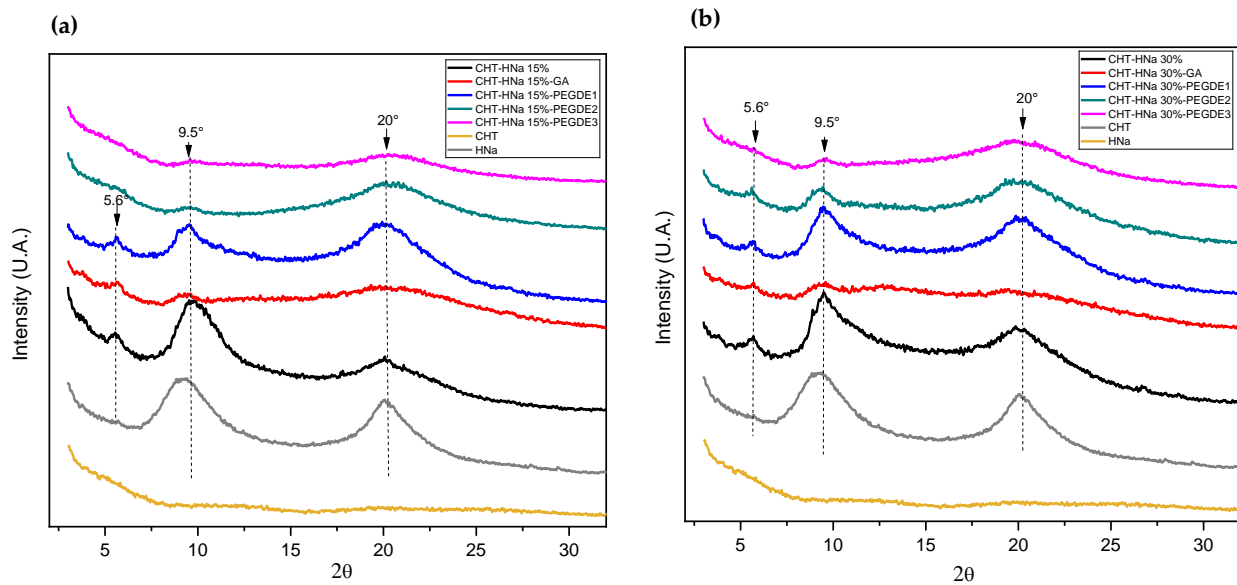 (a)
CHT-HNa 15%
CHT-HNa 15%-GA
CHT-HNa 15%-PEGDE1
CHT-HNa 15%-PEGDE2
CHT-HNa 15%-PEGDE3
CHT
HNa
5.6°
9.5°
20°
Intensity (U.A.)
5
10
15
20
25
30
2θ
(b)
CHT-HNa 30%
CHT-HNa 30%-GA
CHT-HNa 30%-PEGDE1
CHT-HNa 30%-PEGDE2
CHT-HNa 30%-PEGDE3
CHT
HNa
5.6°
9.5°
20°
Intensity (U.A.)
5
10
15
20
25
30
2θ